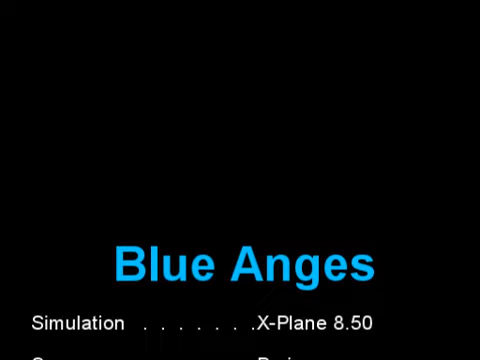 Blue Anges
Simulation . . . . . . .X-Plane 8.50